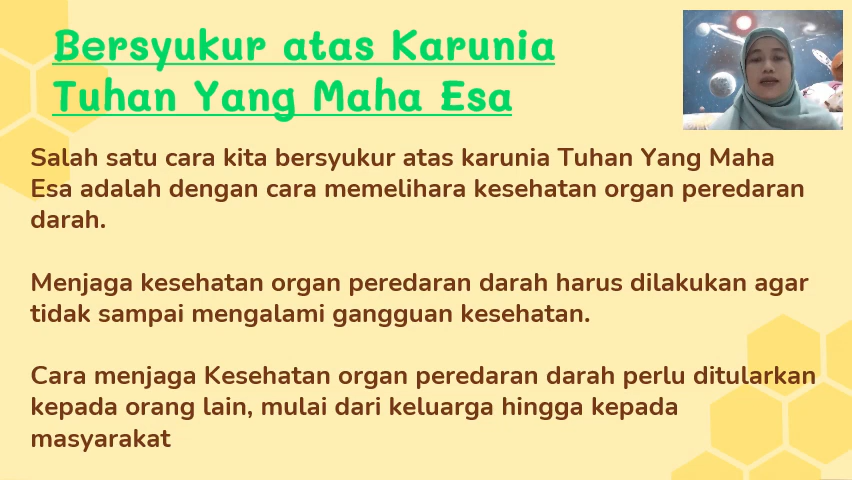 Bersyukur atas Karunia
Tuhan Yang Maha Esa
Salah satu cara kita bersyukur atas karunia Tuhan Yang Maha
Esa adalah dengan cara memelihara kesehatan organ peredaran
darah.
Menjaga kesehatan organ peredaran darah harus dilakukan agar
tidak sampai mengalami gangguan kesehatan.
Cara menjaga Kesehatan organ peredaran darah perlu ditularkan
kepada orang lain, mulai dari keluarga hingga kepada
masyarakat